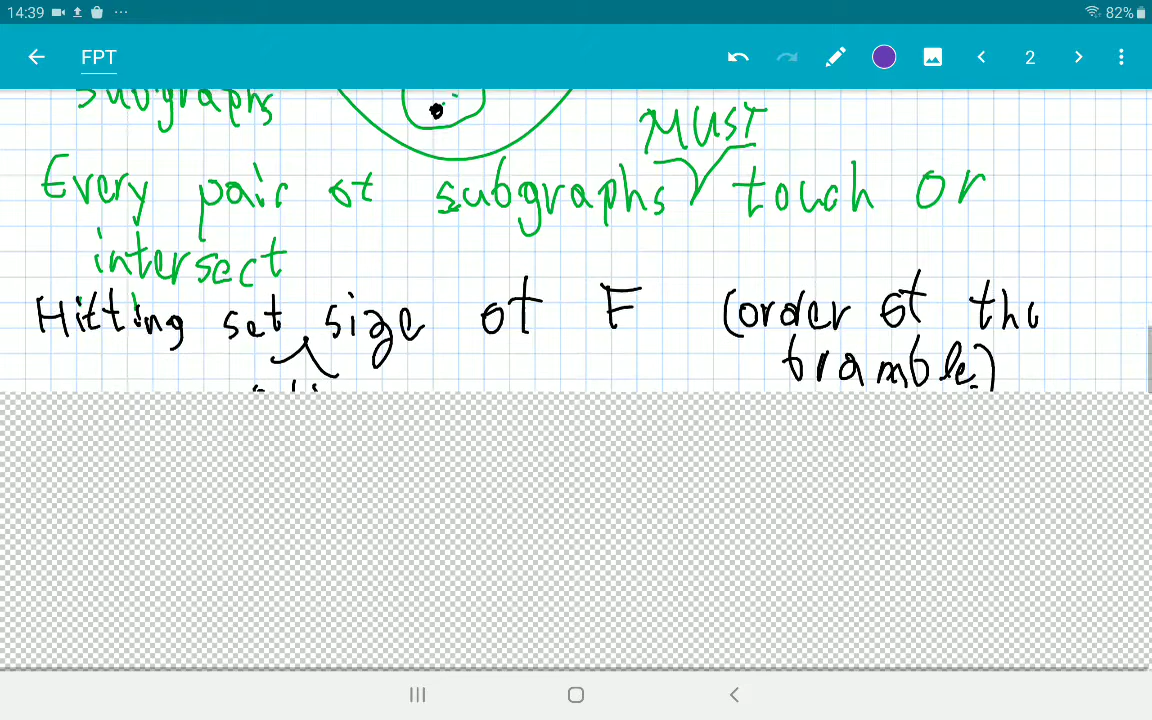 14:39 ... 82%
FPT 2
subgraphs
MUST
Every pair of subgraphs touch or
intersect
Hitting set size of F (order of the
bramble)